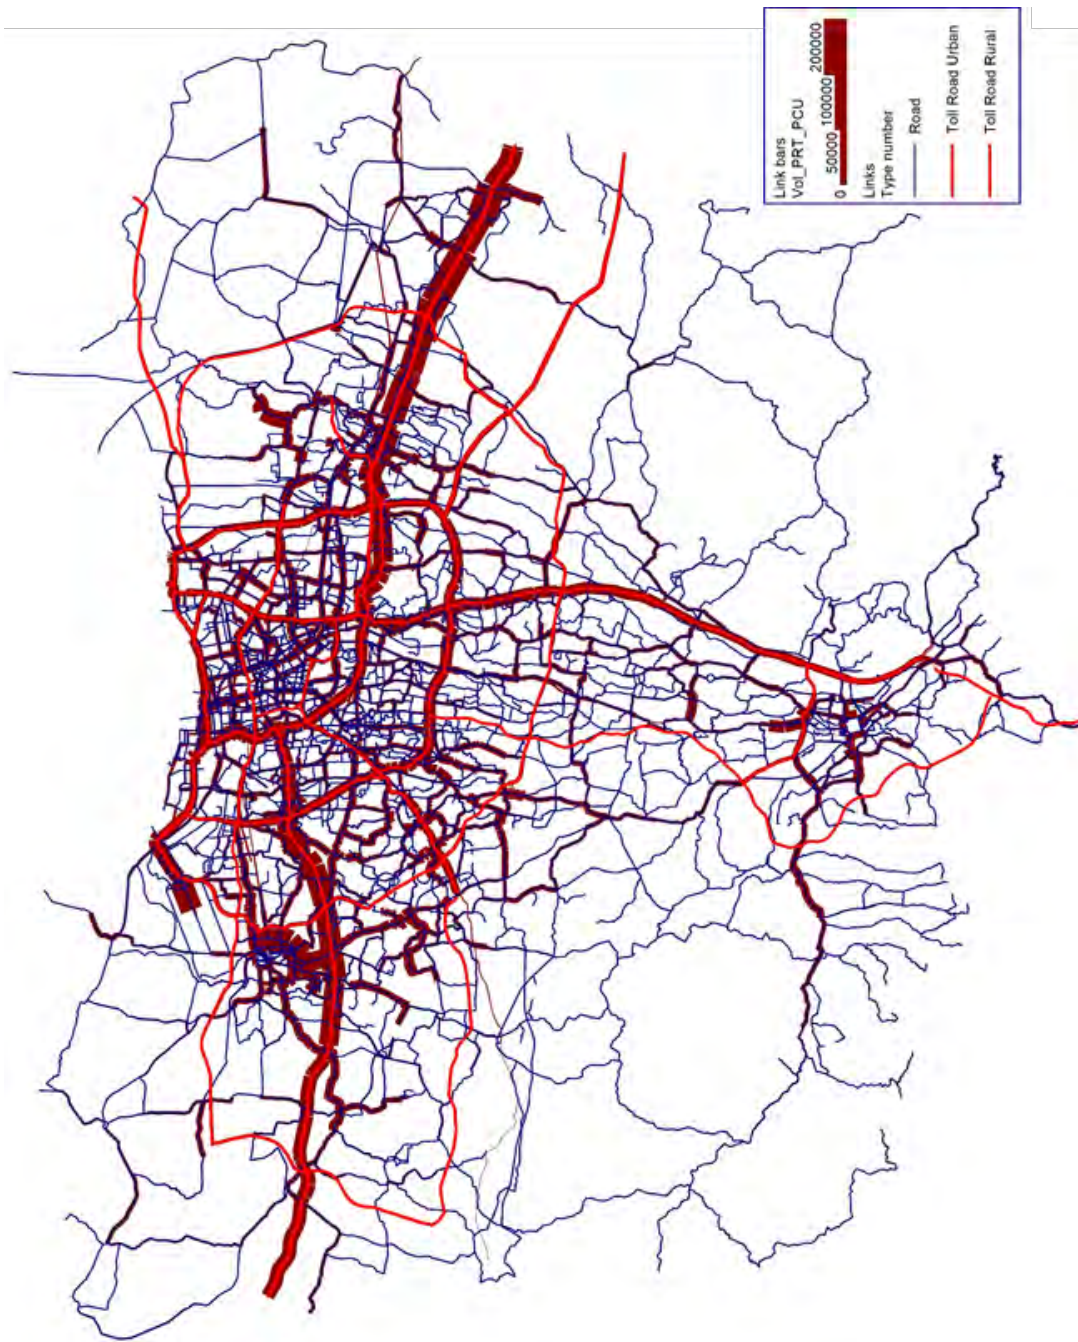 Link bars
Vol_PRT_PCU
0 50000 100000 200000
Links
Type number
Road
Toll Road Urban
Toll Road Rural